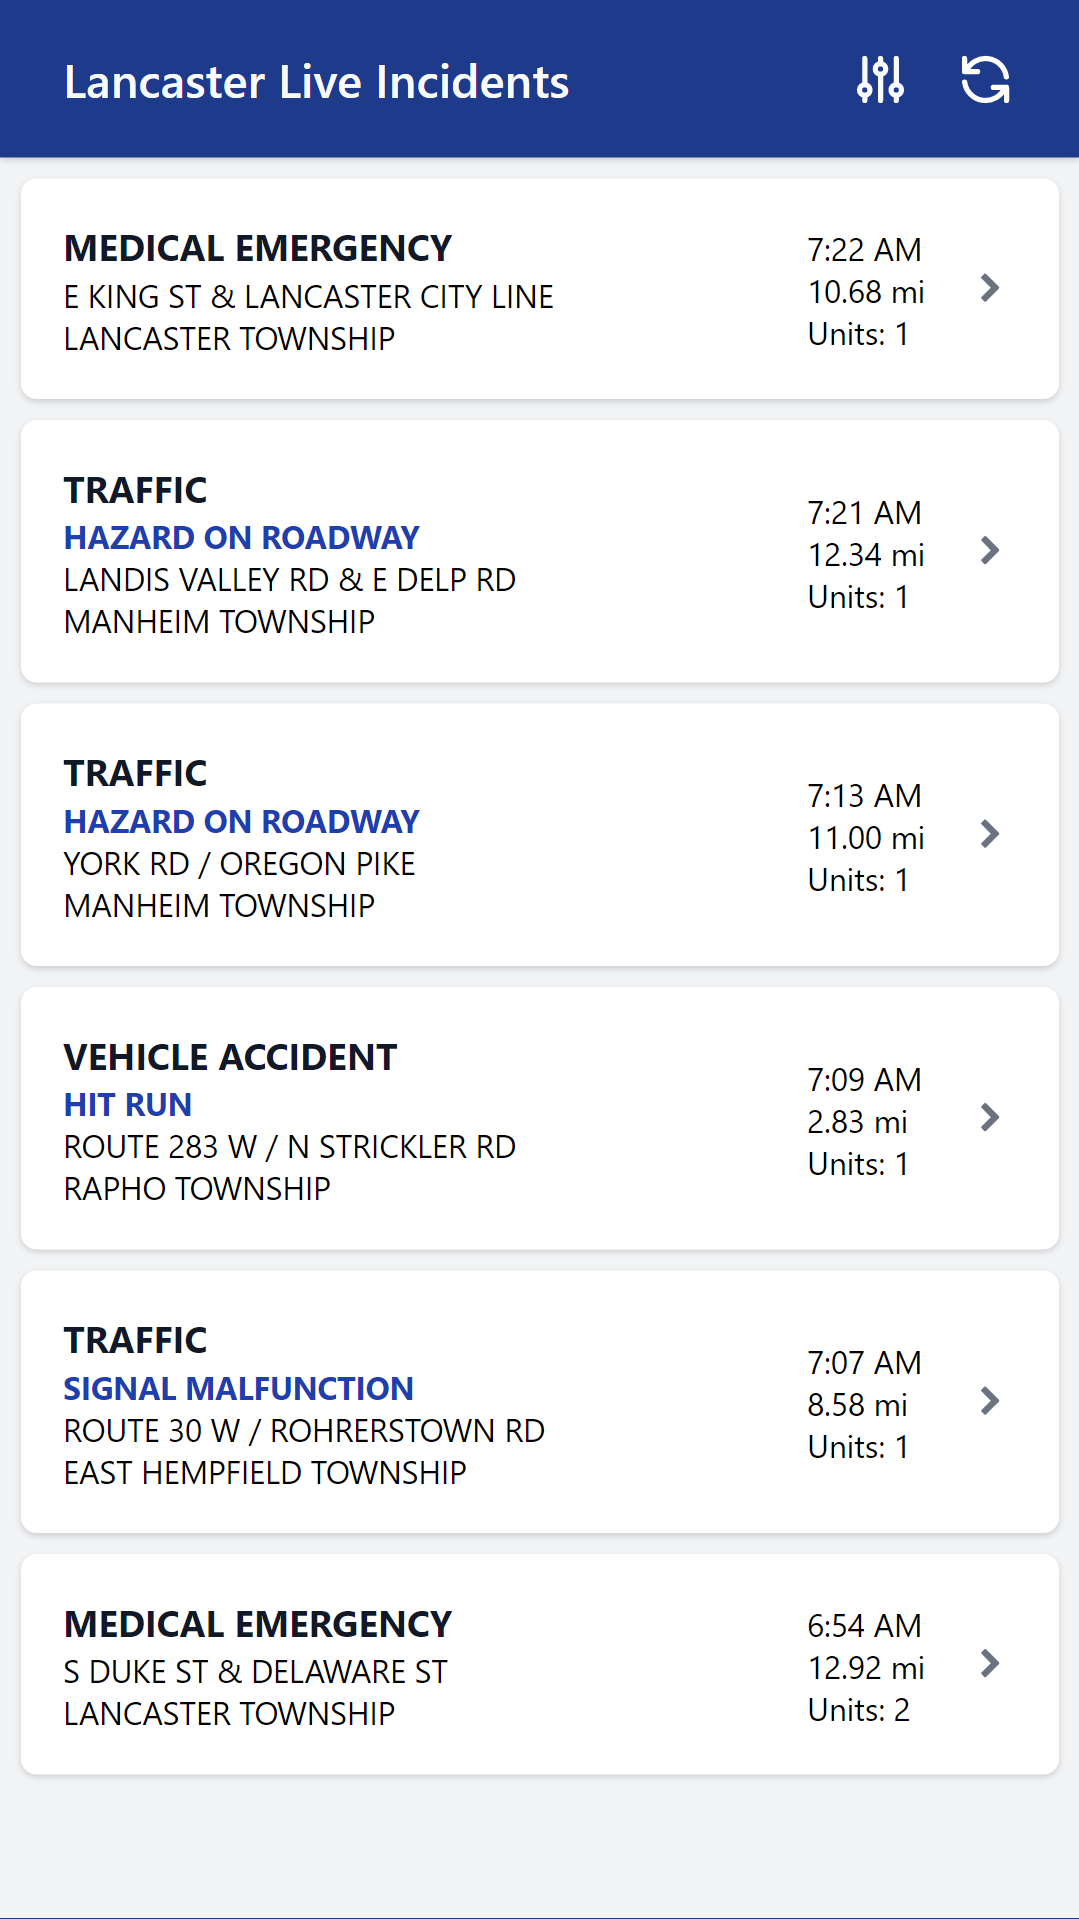 Lancaster Live Incidents
MEDICAL EMERGENCY
E KING ST & LANCASTER CITY LINE
LANCASTER TOWNSHIP
7:22 AM
10.68 mi
Units: 1
TRAFFIC
HAZARD ON ROADWAY
LANDIS VALLEY RD & E DELP RD
MANHEIM TOWNSHIP
7:21 AM
12.34 mi
Units: 1
TRAFFIC
HAZARD ON ROADWAY
YORK RD / OREGON PIKE
MANHEIM TOWNSHIP
7:13 AM
11.00 mi
Units: 1
VEHICLE ACCIDENT
HIT RUN
ROUTE 283 W / N STRICKLER RD
RAPHO TOWNSHIP
7:09 AM
2.83 mi
Units: 1
TRAFFIC
SIGNAL MALFUNCTION
ROUTE 30 W / ROHRERSTOWN RD
EAST HEMPFIELD TOWNSHIP
7:07 AM
8.58 mi
Units: 1
MEDICAL EMERGENCY
S DUKE ST & DELAWARE ST
LANCASTER TOWNSHIP
6:54 AM
12.92 mi
Units: 2